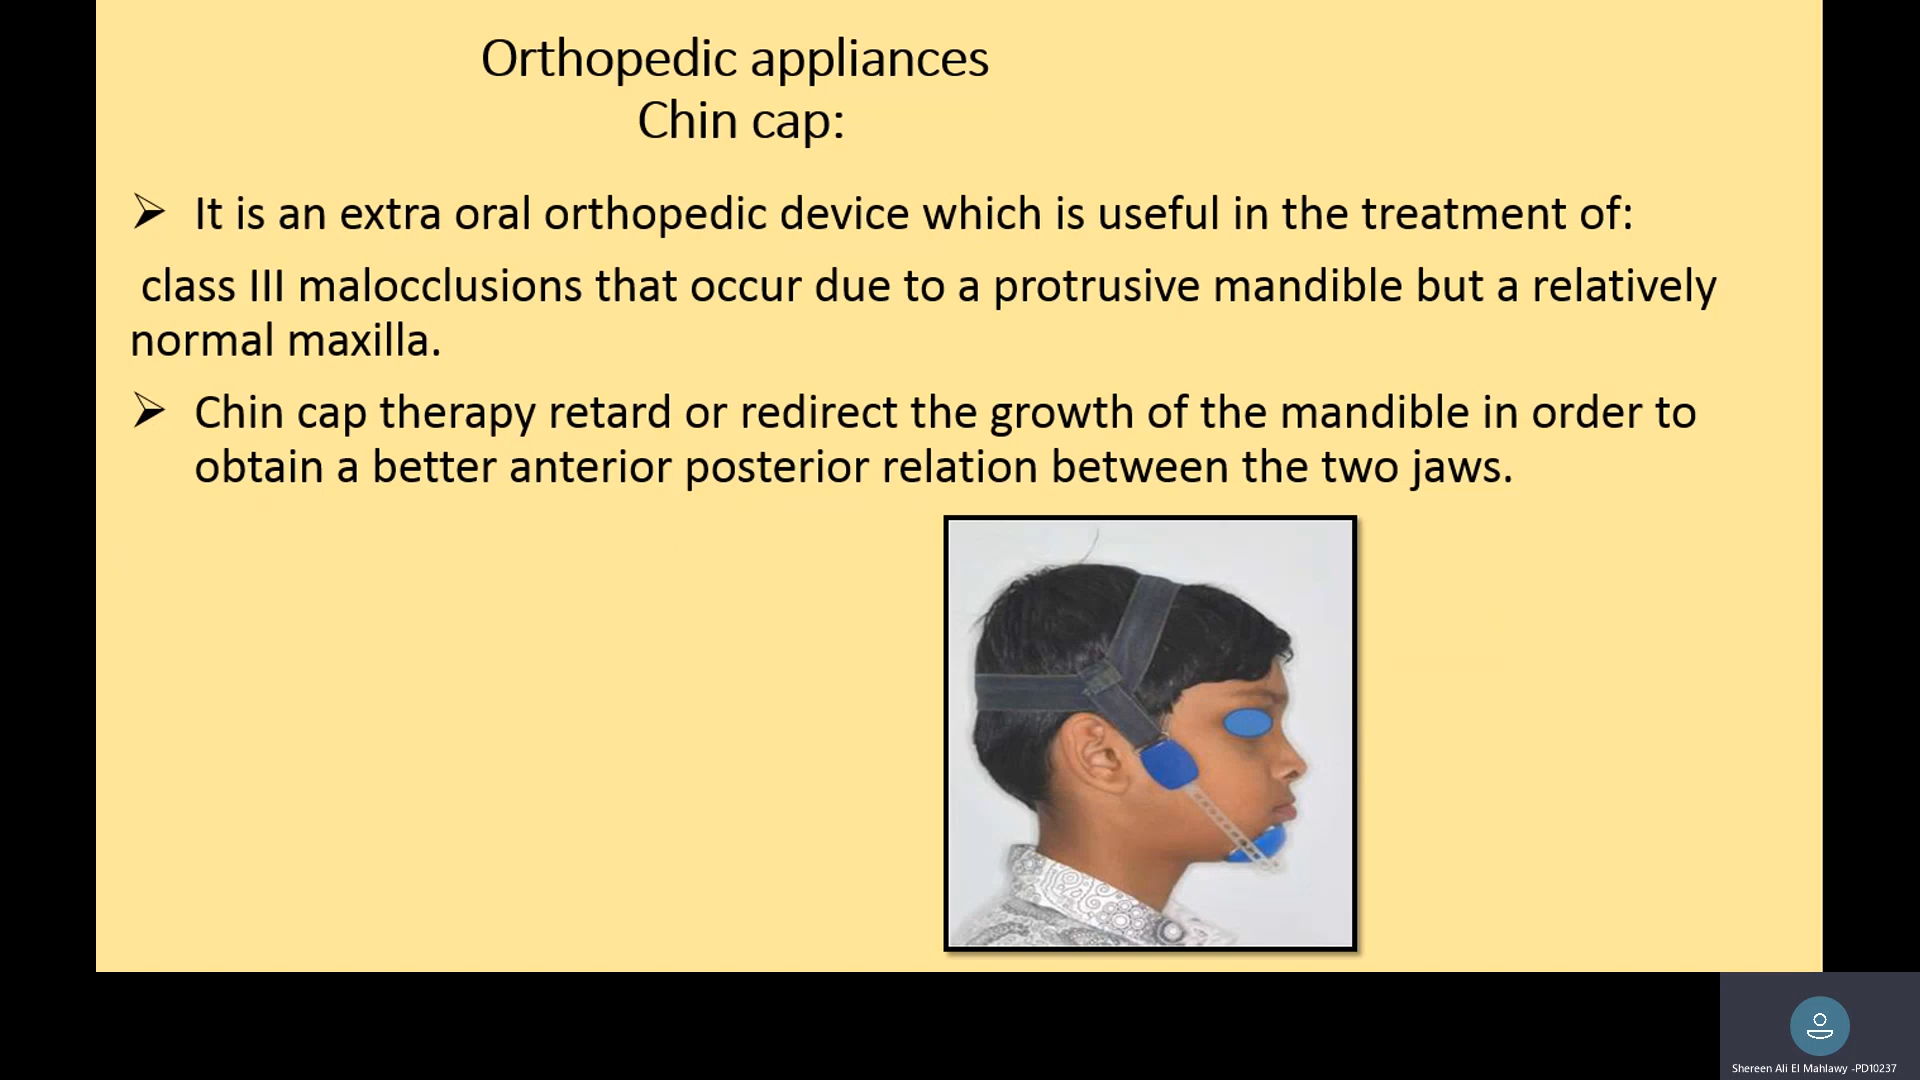 Orthopedic appliances
Chin cap:
➢ It is an extra oral orthopedic device which is useful in the treatment of:
class III malocclusions that occur due to a protrusive mandible but a relatively
normal maxilla.
➢ Chin cap therapy retard or redirect the growth of the mandible in order to
obtain a better anterior posterior relation between the two jaws.
Shereen Ali El Mahlawy -PD10237